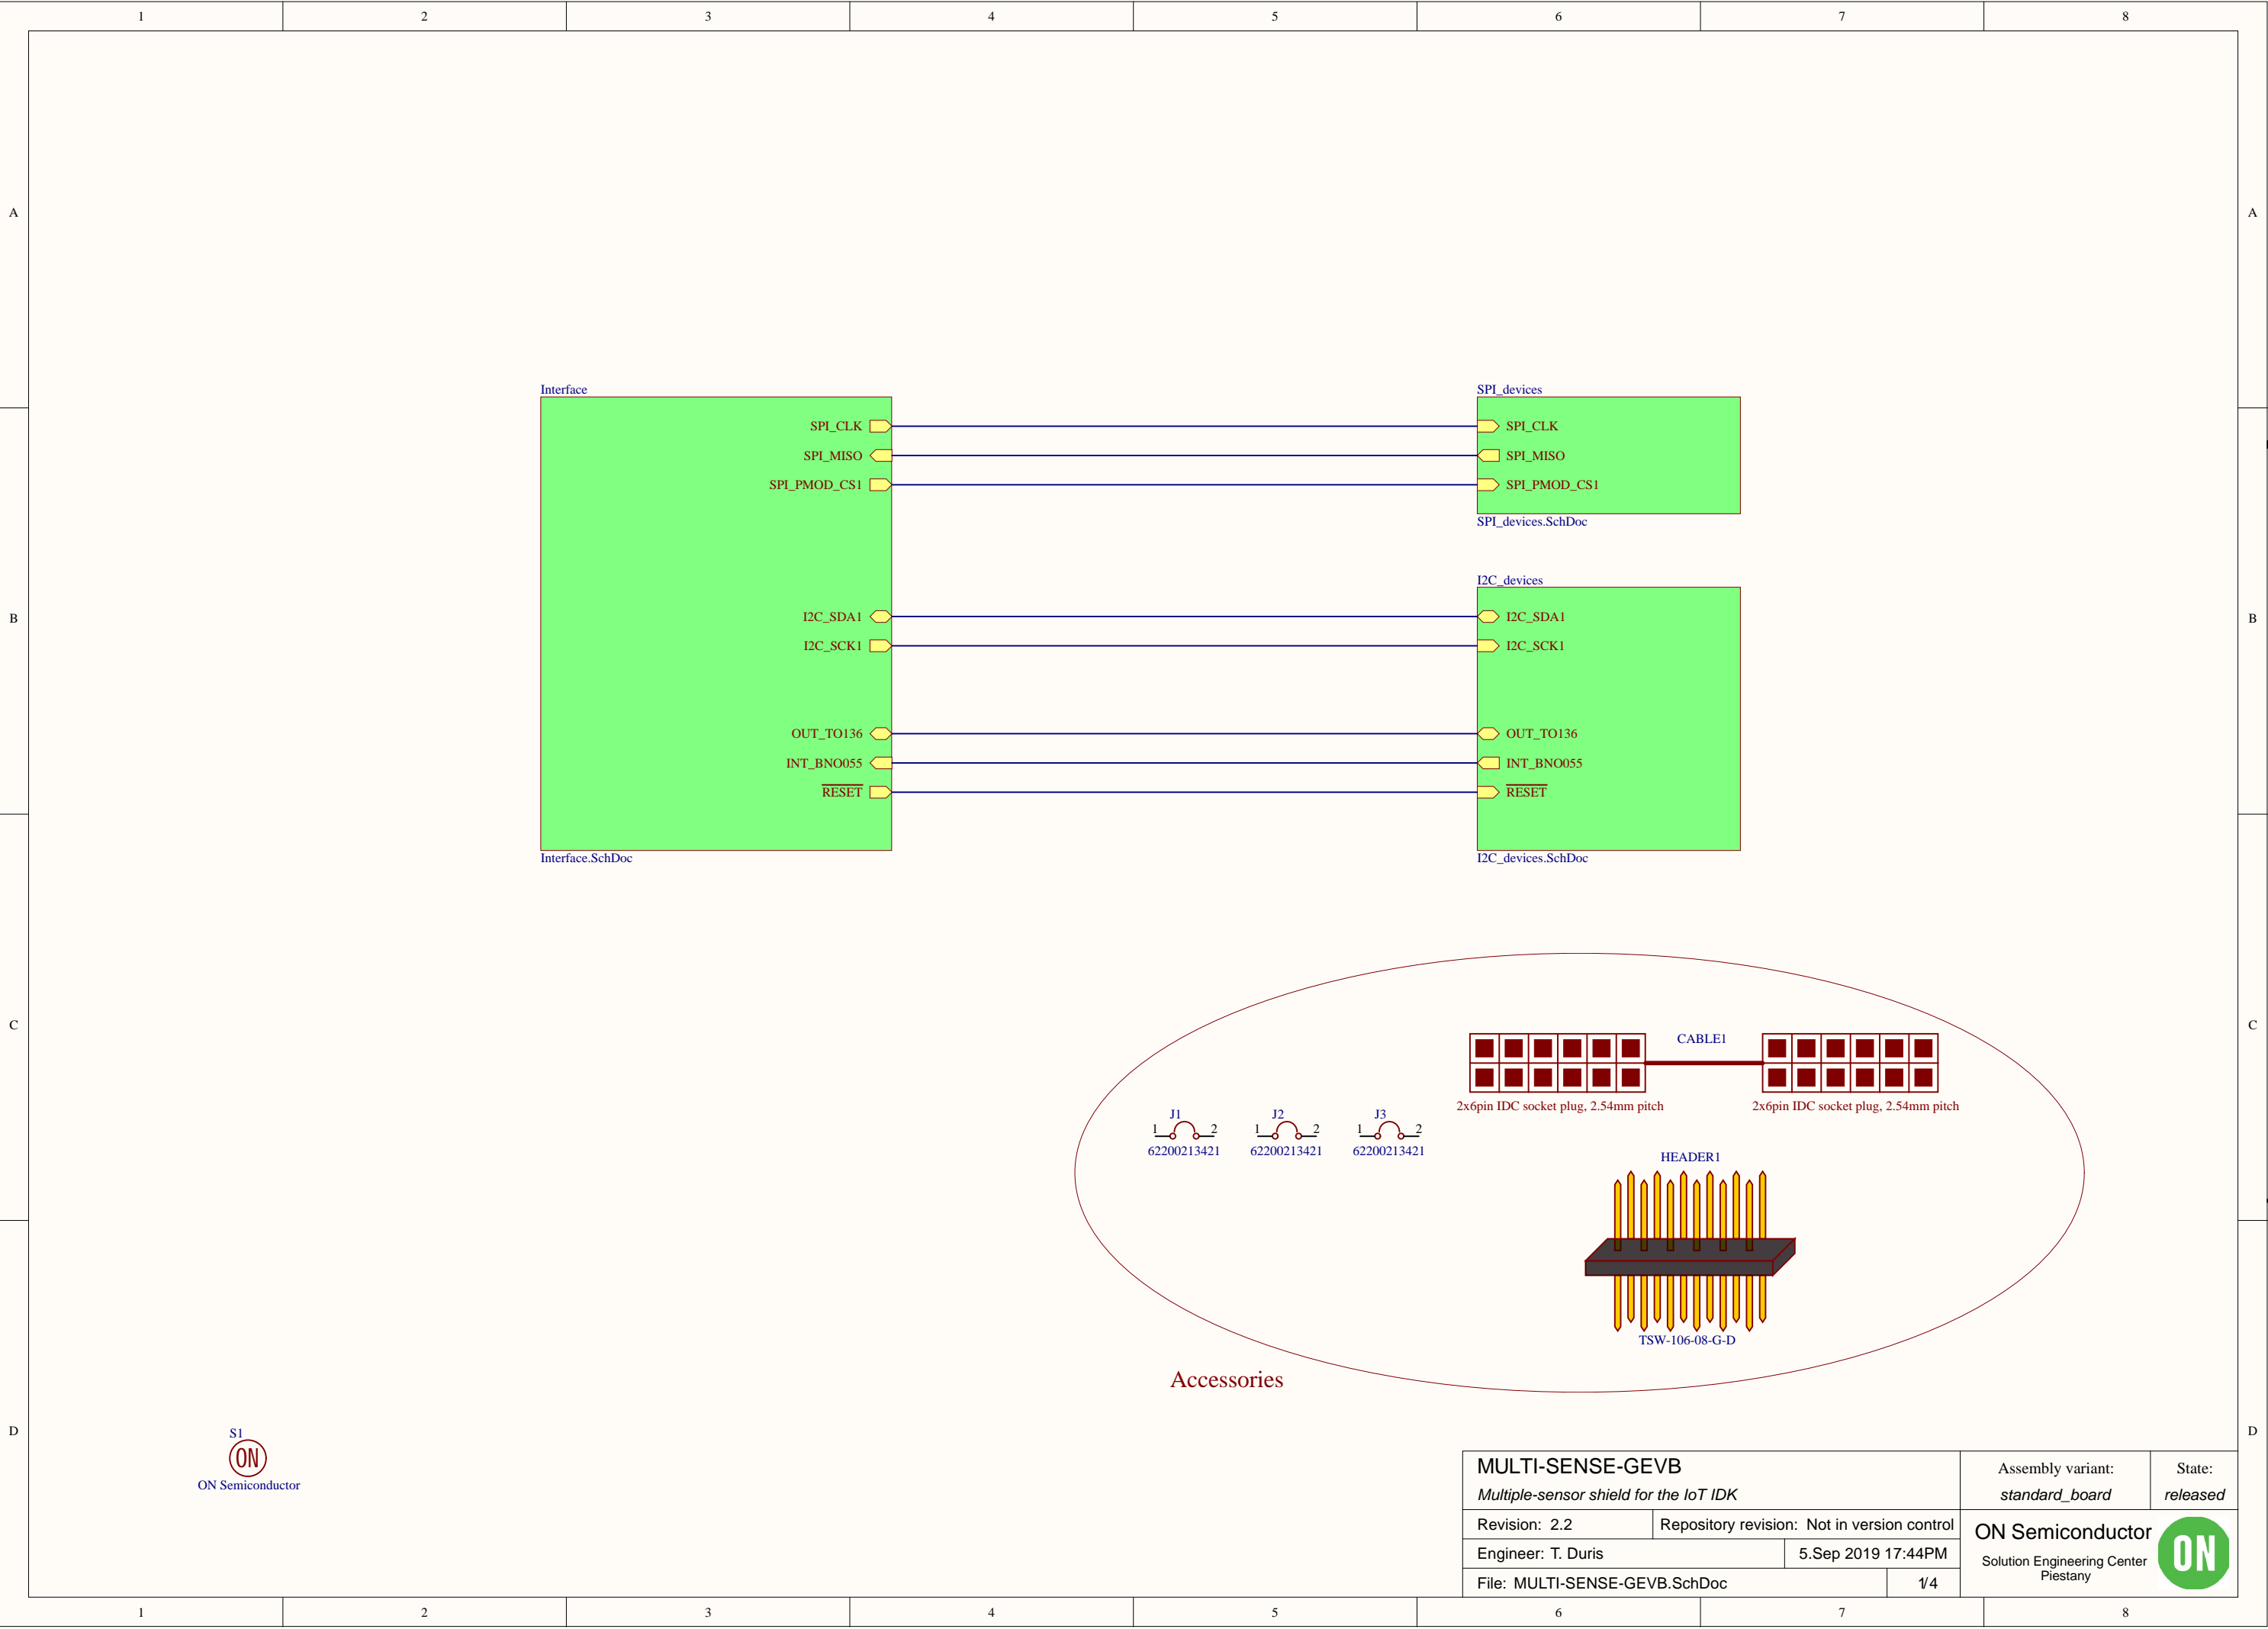 1 2 3 4 5 6 7 8
A A
Interface SPI_devices
SPI_CLK SPI_CLK
SPI_MISO SPI_MISO
SPI_PMOD_CS1 SPI_PMOD_CS1
SPI_devices.SchDoc
I2C_devices
B B
I2C_SDA1 I2C_SDA1
I2C_SCK1 I2C_SCK1
OUT_TO136 OUT_TO136
INT_BNO055 INT_BNO055
RESET RESET
Interface.SchDoc I2C_devices.SchDoc
C C
CABLE1
2x6pin IDC socket plug, 2.54mm pitch 2x6pin IDC socket plug, 2.54mm pitch
J1 J2 J3
1 2 1 2 1 2
62200213421 62200213421 62200213421
HEADER1
TSW-106-08-G-D
Accessories
D D
S1
ON
ON Semiconductor
MULTI-SENSE-GEVB
Multiple-sensor shield for the IoT IDK
Assembly variant:
standard_board
State:
released
Revision: 2.2 Repository revision: Not in version control
Engineer: T. Duris 5.Sep 2019 17:44PM
File: MULTI-SENSE-GEVB.SchDoc 1/4
ON Semiconductor
Solution Engineering Center
Piestany
ON
1 2 3 4 5 6 7 8